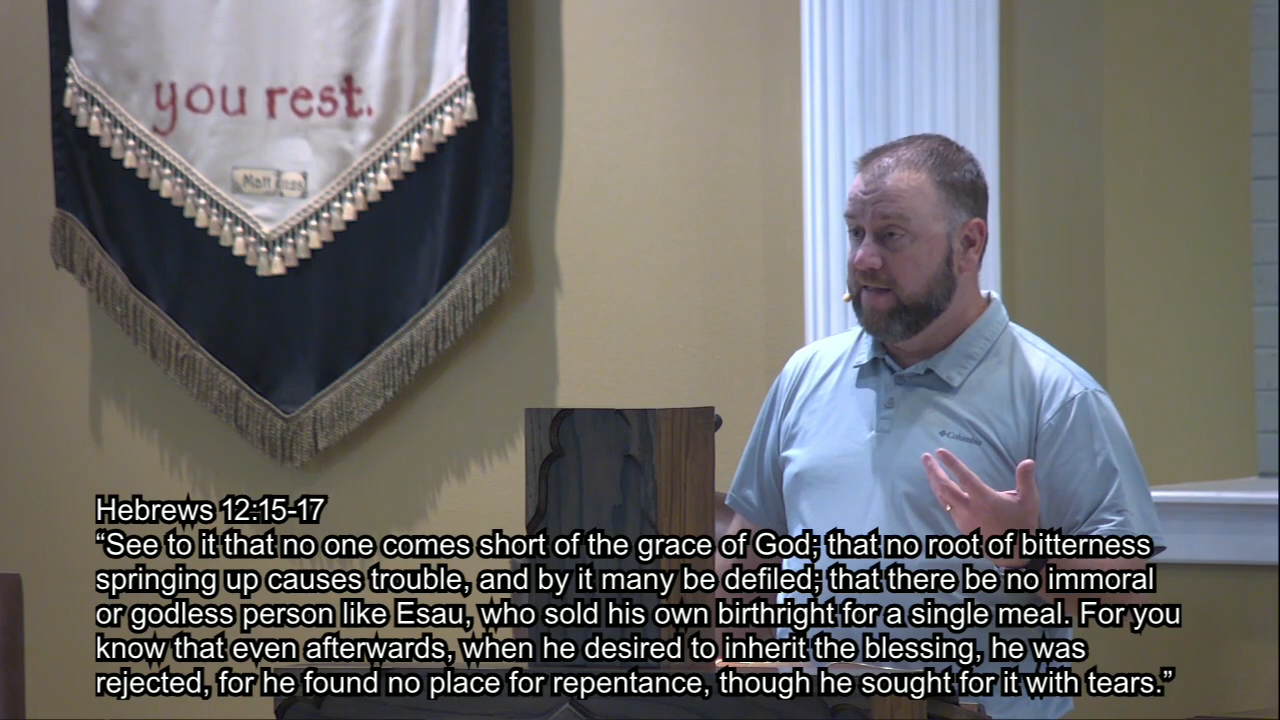 you rest.
Matt
Columbia
Hebrews 12:15-17
“See to it that no one comes short of the grace of God; that no root of bitterness
springing up causes trouble, and by it many be defiled; that there be no immoral
or godless person like Esau, who sold his own birthright for a single meal. For you
know that even afterwards, when he desired to inherit the blessing, he was
rejected, for he found no place for repentance, though he sought for it with tears.”